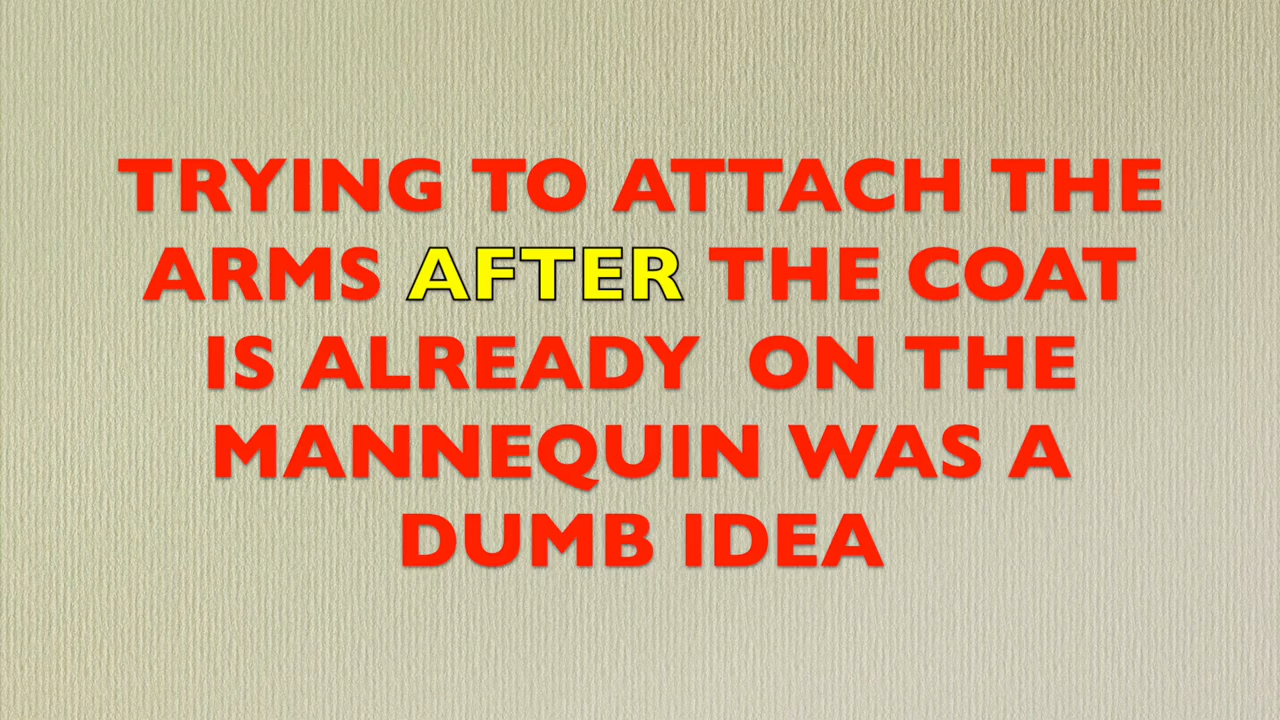 TRYING TO ATTACH THE
ARMS AFTER THE COAT
IS ALREADY  ON THE
MANNEQUIN WAS A
DUMB IDEA